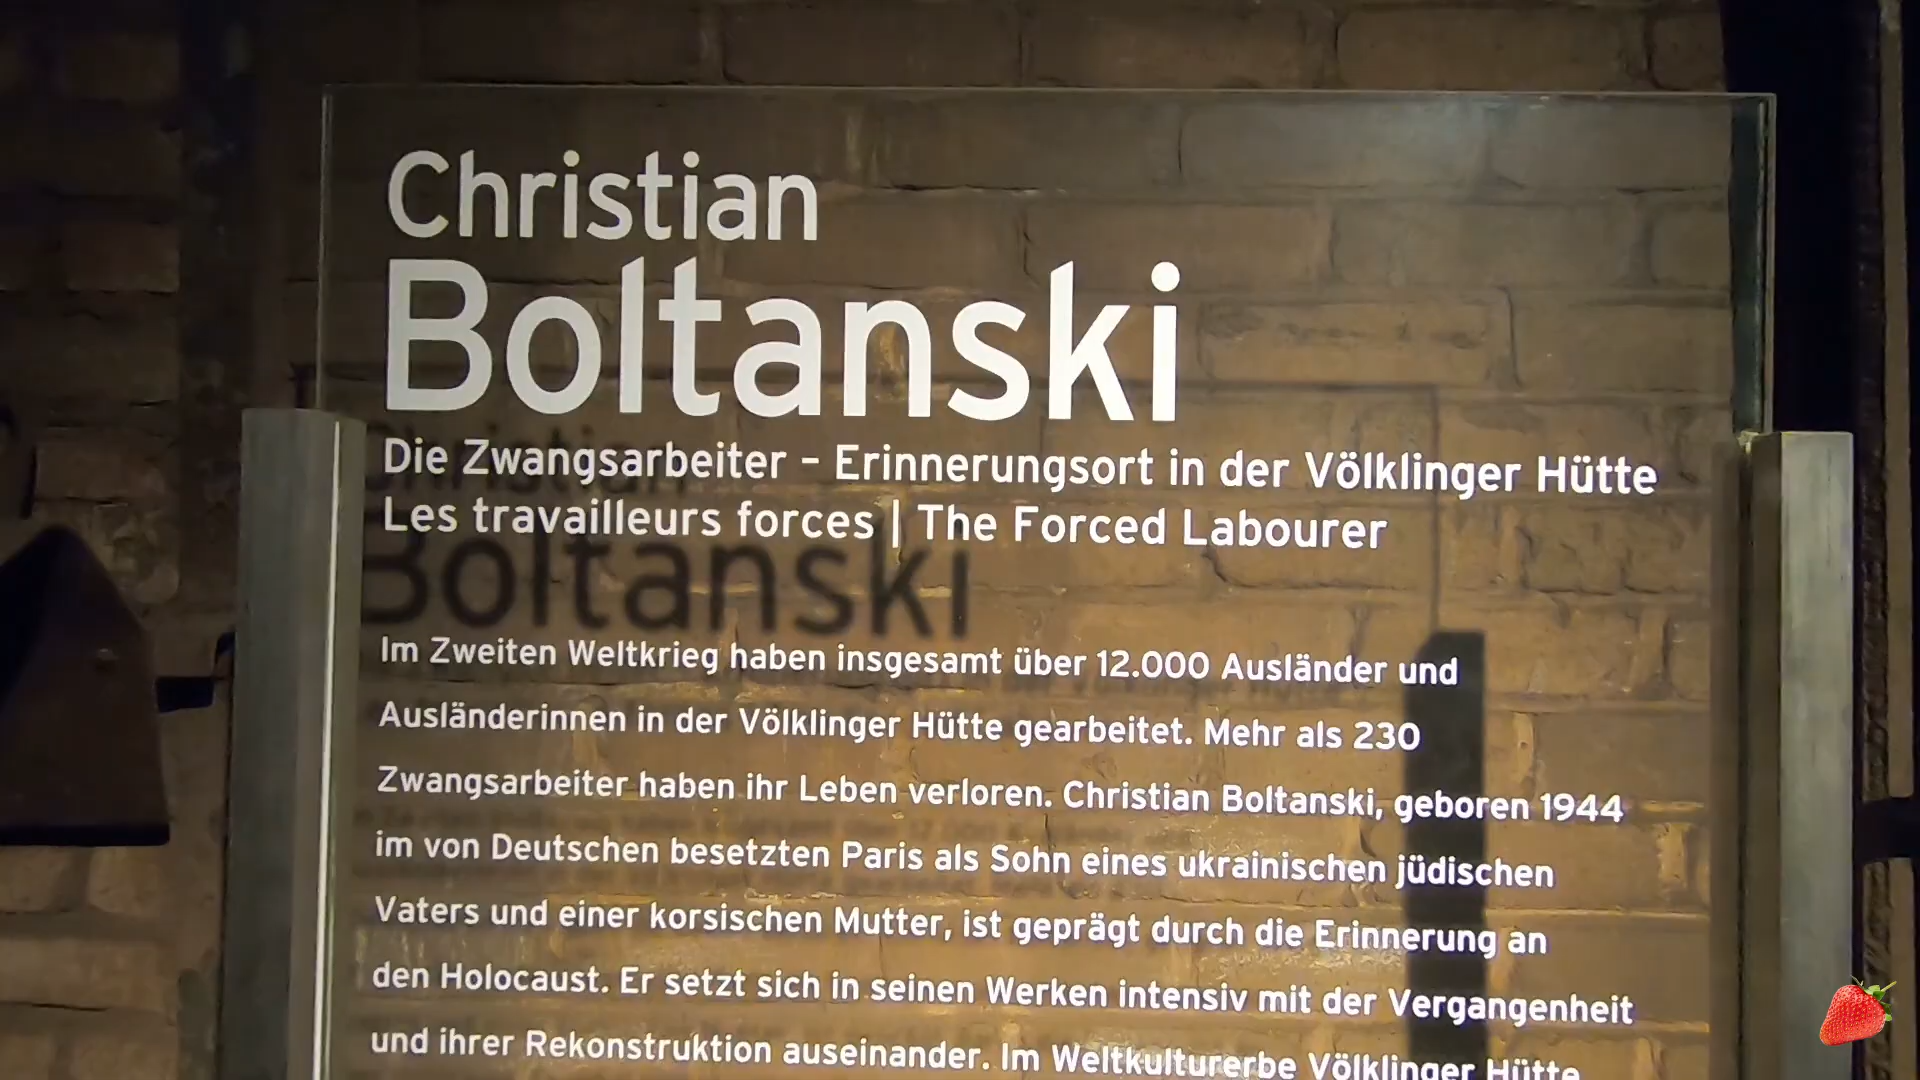 Christian
Boltanski
Die Zwangsarbeiter – Erinnerungsort in der Völklinger Hütte
Les travailleurs forces | The Forced Labourer
Im Zweiten Weltkrieg haben insgesamt über 12.000 Ausländer und
Ausländerinnen in der Völklinger Hütte gearbeitet. Mehr als 230
Zwangsarbeiter haben ihr Leben verloren. Christian Boltanski, geboren 1944
im von Deutschen besetzten Paris als Sohn eines ukrainischen jüdischen
Vaters und einer korsischen Mutter, ist geprägt durch die Erinnerung an
den Holocaust. Er setzt sich in seinen Werken intensiv mit der Vergangenheit
und ihrer Rekonstruktion auseinander. Im Weltkulturerbe Völklinger Hütte